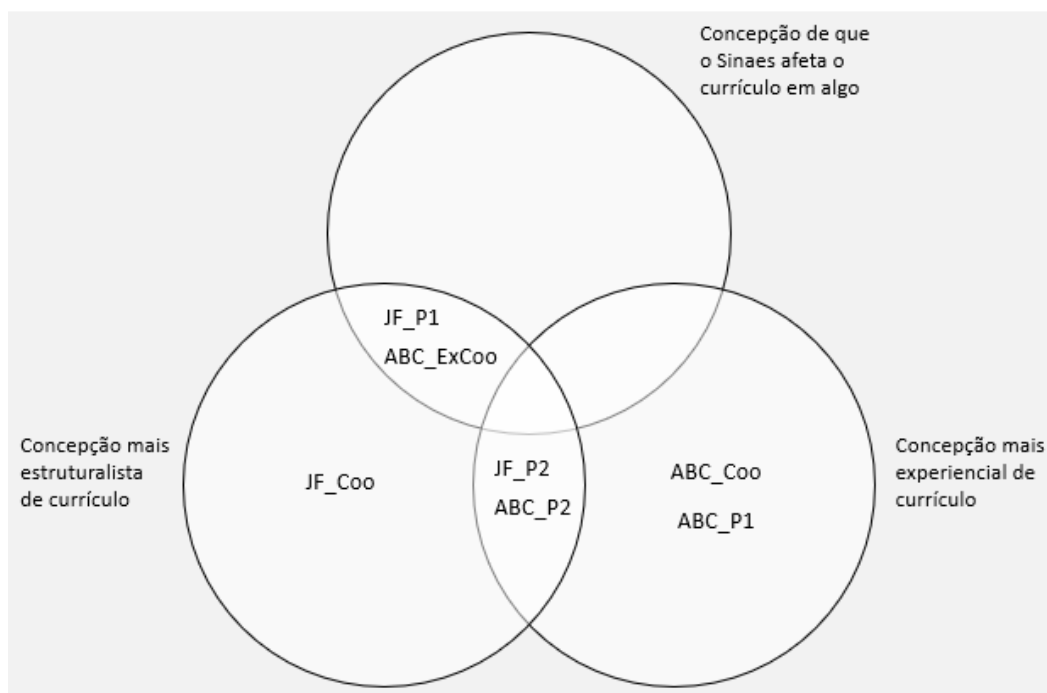 Concepção de que
o Sinaes afeta o
currículo em algo
JF_P1
ABC_ExCoo
Concepção mais
estruturalista
de currículo
JF_Coo
JF_P2
ABC_P2
ABC_Coo
ABC_P1
Concepção mais
experiencial de
currículo